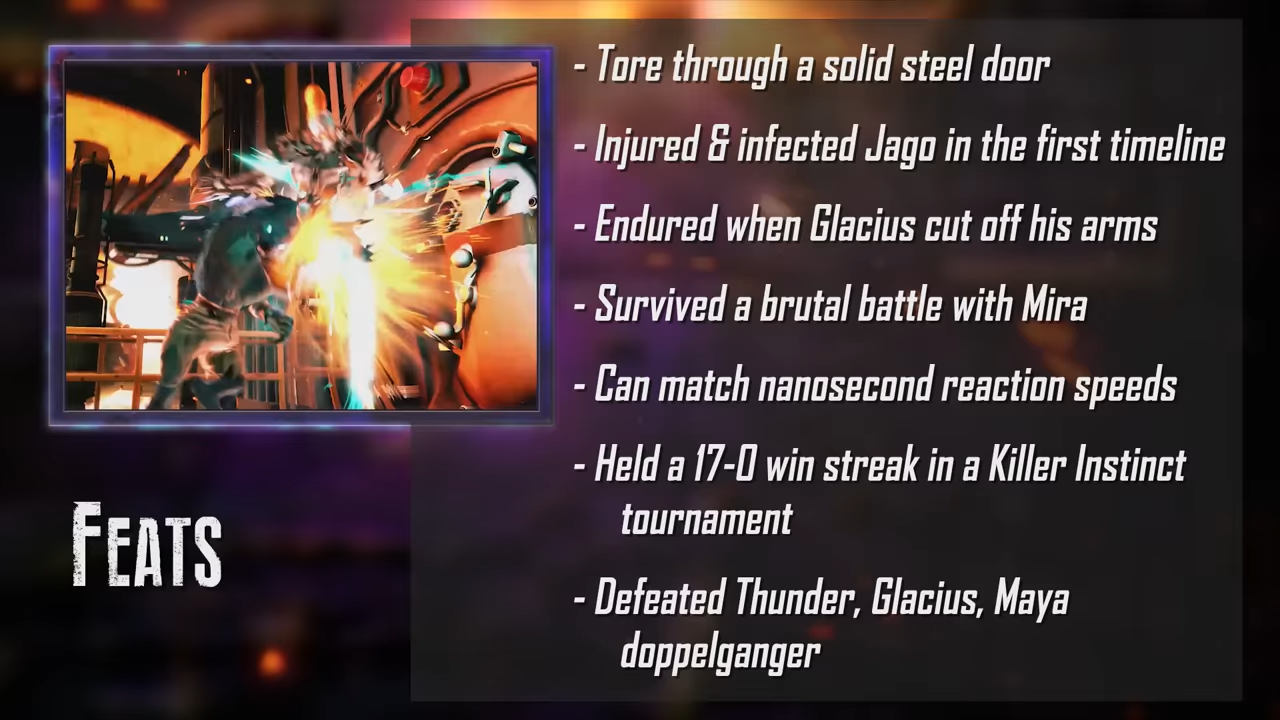 - Tore through a solid steel door
- Injured & infected Jago in the first timeline
- Endured when Glacius cut off his arms
- Survived a brutal battle with Mira
- Can match nanosecond reaction speeds
- Held a 17-0 win streak in a Killer Instinct
tournament
- Defeated Thunder, Glacius, Maya
doppelganger
Feats